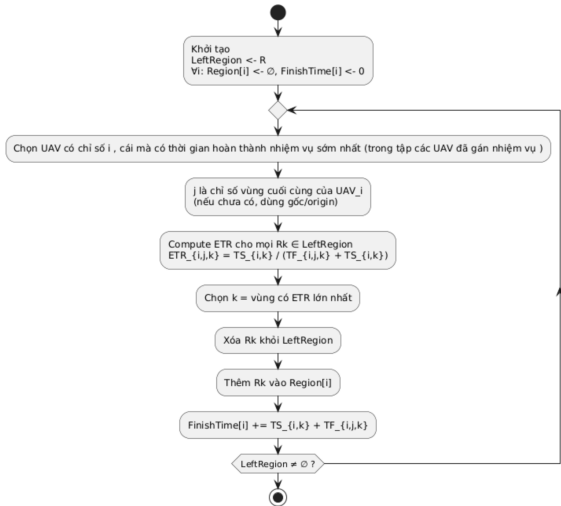 Khởi tạo
LeftRegion <- R
∀i: Region[i] <- ∅, FinishTime[i] <- 0
Chọn UAV có chỉ số i , cái mà có thời gian hoàn thành nhiệm vụ sớm nhất (trong tập các UAV đã gán nhiệm vụ )
j là chỉ số vùng cuối cùng của UAV_i
(nếu chưa có, dùng gốc/origin)
Compute ETR cho mọi Rk ∈ LeftRegion
ETR_{i,j,k} = TS_{i,k} / (TF_{i,j,k} + TS_{i,k})
Chọn k = vùng có ETR lớn nhất
Xóa Rk khỏi LeftRegion
Thêm Rk vào Region[i]
FinishTime[i] += TS_{i,k} + TF_{i,j,k}
LeftRegion ≠ ∅ ?